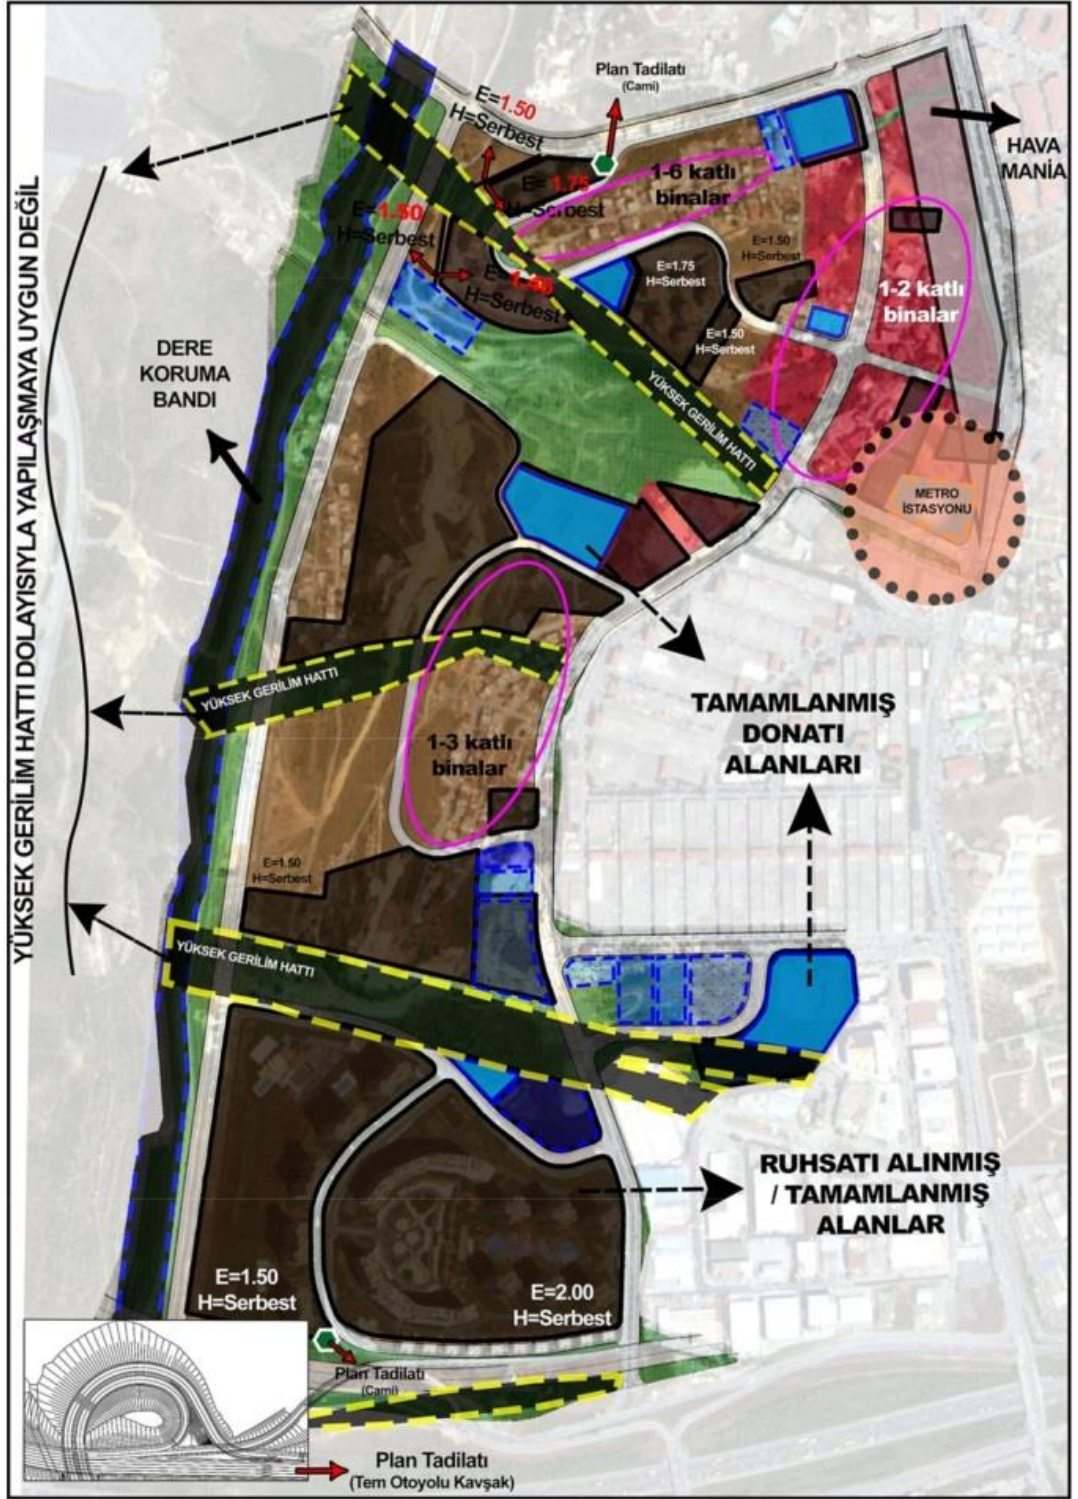 YÜKSEK GERİLİM HATTI DOLAYISIYLA YAPILAŞMAYA UYGUN DEĞİL
Plan Tadilatı
(Cami)
E=1.50
H=Serbest
HAVA
MANİA
1-6 katlı
binalar
E=1.75
H=Serbest
E=1.50
H=Serbest
H=Serbest
E=1.50
H=Serbest
E=1.75
H=Serbest
1-2 katlı
binalar
E=1.50
H=Serbest
DERE
KORUMA
BANDI
YÜKSEK GERİLİM HATTI
METRO
İSTASYONU
YÜKSEK GERİLİM HATTI
TAMAMLANMIŞ
DONATI
ALANLARI
1-3 katlı
binalar
E=1.50
H=Serbest
YÜKSEK GERİLİM HATTI
RUHSATI ALINMIŞ
/ TAMAMLANMIŞ
ALANLAR
E=1.50
H=Serbest
E=2.00
H=Serbest
Plan Tadilatı
(Cami)
Plan Tadilatı
(Tem Otoyolu Kavşak)